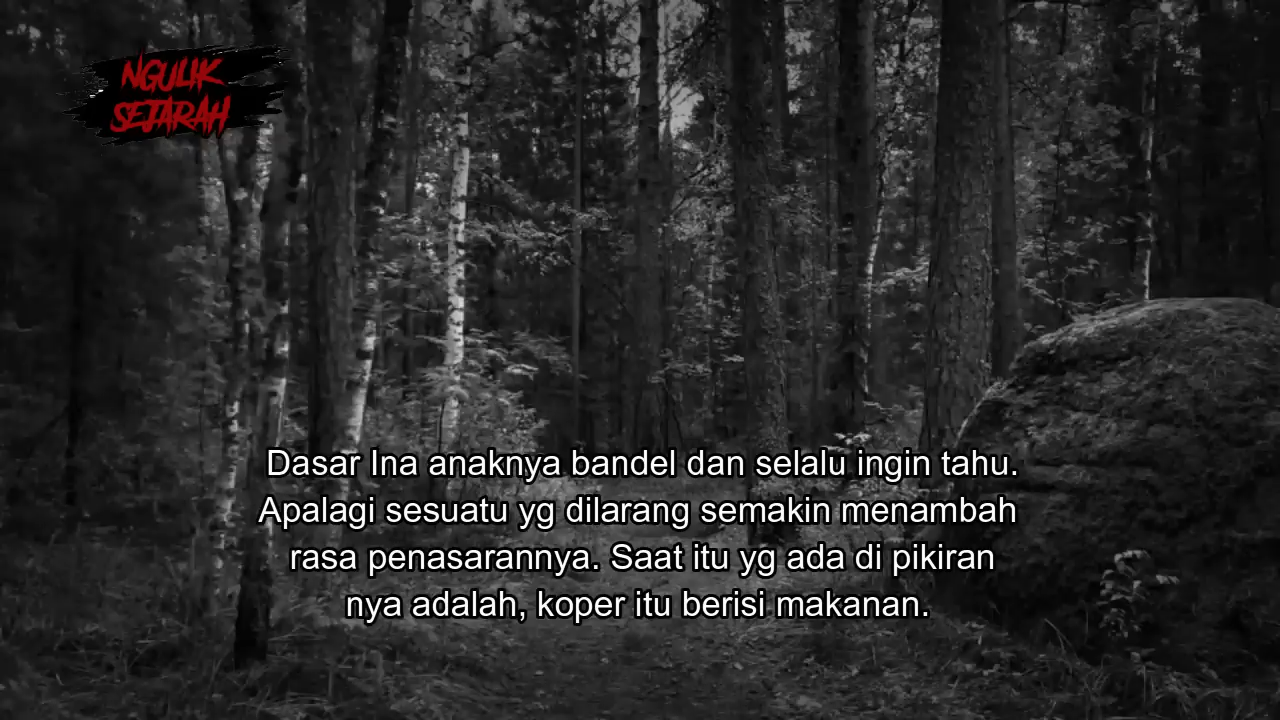 NGULIK
SEJARAH
Dasar Ina anaknya bandel dan selalu ingin tahu.
Apalagi sesuatu yg dilarang semakin menambah
rasa penasarannya. Saat itu yg ada di pikiran
nya adalah, koper itu berisi makanan.